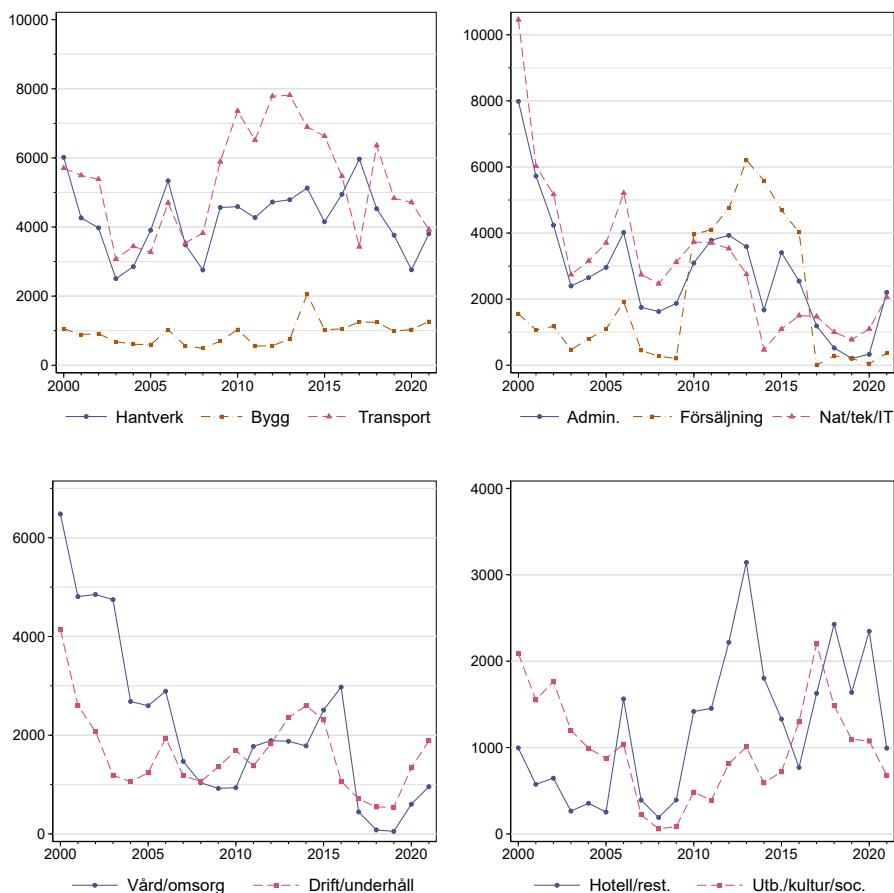 10000
8000
6000
4000
2000
0
2000 2005 2010 2015 2020
Hantverk Bygg Transport
10000
8000
6000
4000
2000
0
2000 2005 2010 2015 2020
Admin. Försäljning Nat/tek/IT
6000
4000
2000
0
2000 2005 2010 2015 2020
Vård/omsorg Drift/underhåll
4000
3000
2000
1000
0
2000 2005 2010 2015 2020
Hotell/rest. Utb./kultur/soc.